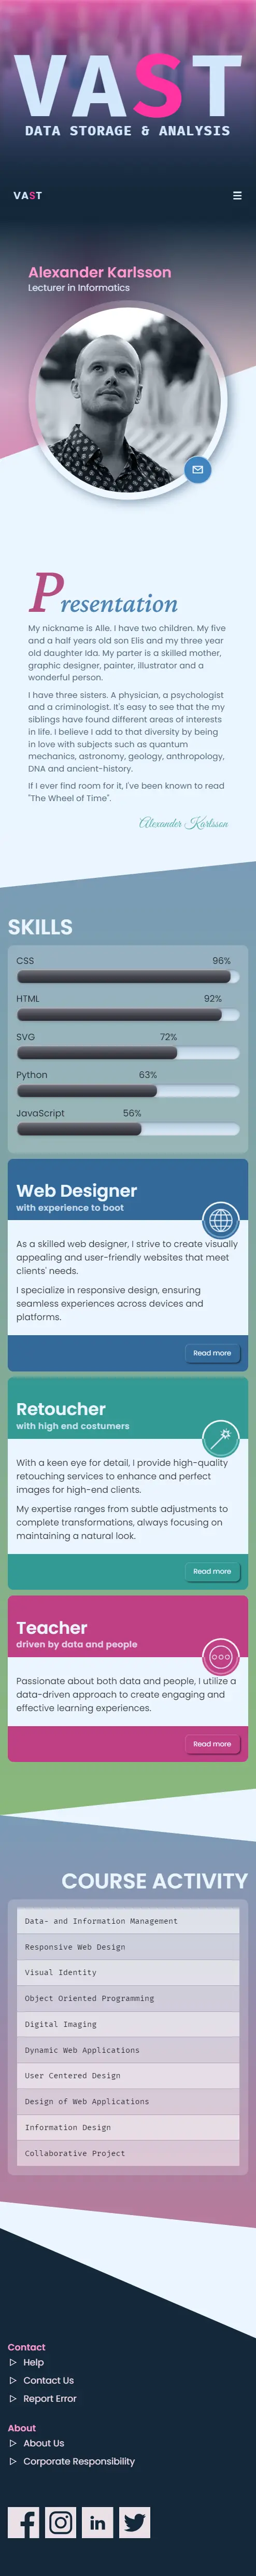 VAST
DATA STORAGE & ANALYSIS
VAST
Alexander Karlsson
Lecturer in Informatics
Presentation
My nickname is Alle. I have two children. My five
and a half years old son Elis and my three year
old daughter Ida. My parter is a skilled mother,
graphic designer, painter, illustrator and a
wonderful person.
I have three sisters. A physician, a psychologist
and a criminologist. It's easy to see that the my
siblings have found different areas of interests
in life. I believe I add to that diversity by being
in love with subjects such as quantum
mechanics, astronomy, geology, anthropology,
DNA and ancient-history.
If I ever find room for it, I've been known to read
"The Wheel of Time".
Alexander Karlsson
SKILLS
CSS 96%
HTML 92%
SVG 72%
Python 63%
JavaScript 56%
Web Designer
with experience to boot
As a skilled web designer, I strive to create visually
appealing and user-friendly websites that meet
clients' needs.
I specialize in responsive design, ensuring
seamless experiences across devices and
platforms.
Read more
Retoucher
with high end costumers
With a keen eye for detail, I provide high-quality
retouching services to enhance and perfect
images for high-end clients.
My expertise ranges from subtle adjustments to
complete transformations, always focusing on
maintaining a natural look.
Read more
Teacher
driven by data and people
Passionate about both data and people, I utilize a
data-driven approach to create engaging and
effective learning experiences.
Read more
COURSE ACTIVITY
Data- and Information Management
Responsive Web Design
Visual Identity
Object Oriented Programming
Digital Imaging
Dynamic Web Applications
User Centered Design
Design of Web Applications
Information Design
Collaborative Project
Contact
Help
Contact Us
Report Error
About
About Us
Corporate Responsibility